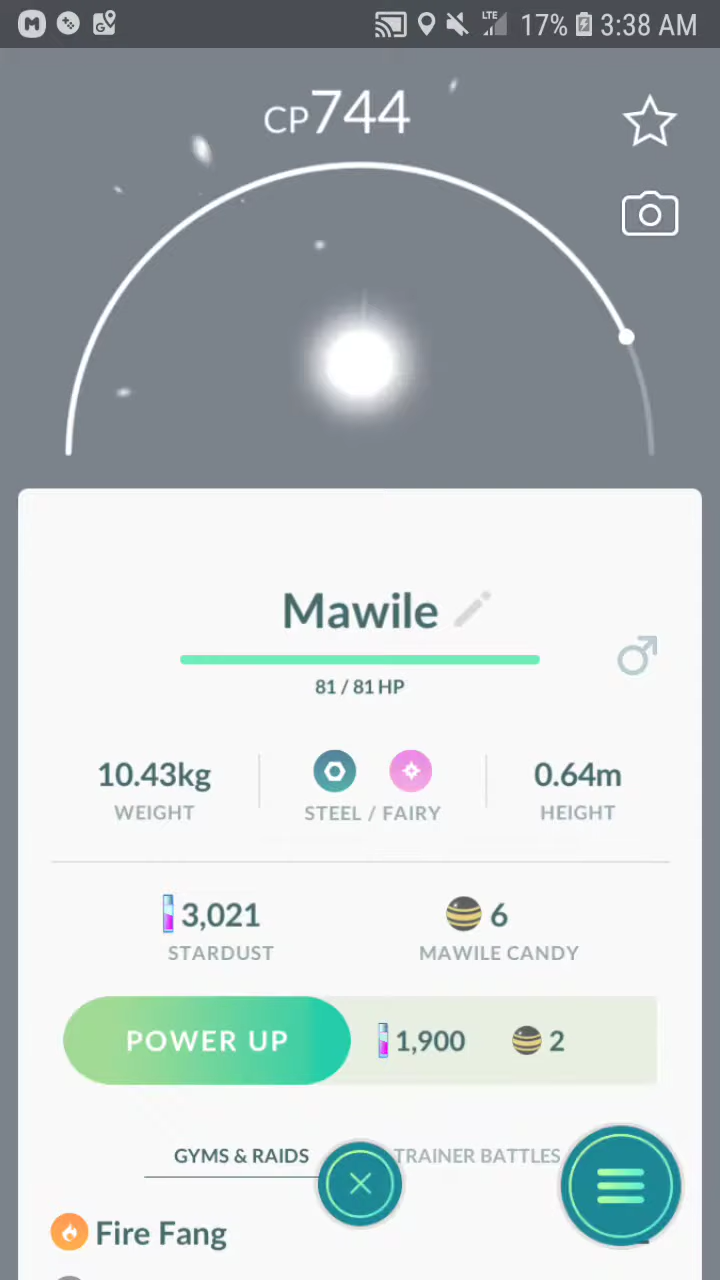 LTE 17% 3:38 AM
CP744
Mawile
81 / 81 HP
10.43kg 0.64m
WEIGHT STEEL / FAIRY HEIGHT
3,021 6
STARDUST MAWILE CANDY
POWER UP 1,900 2
GYMS & RAIDS TRAINER BATTLES
Fire Fang